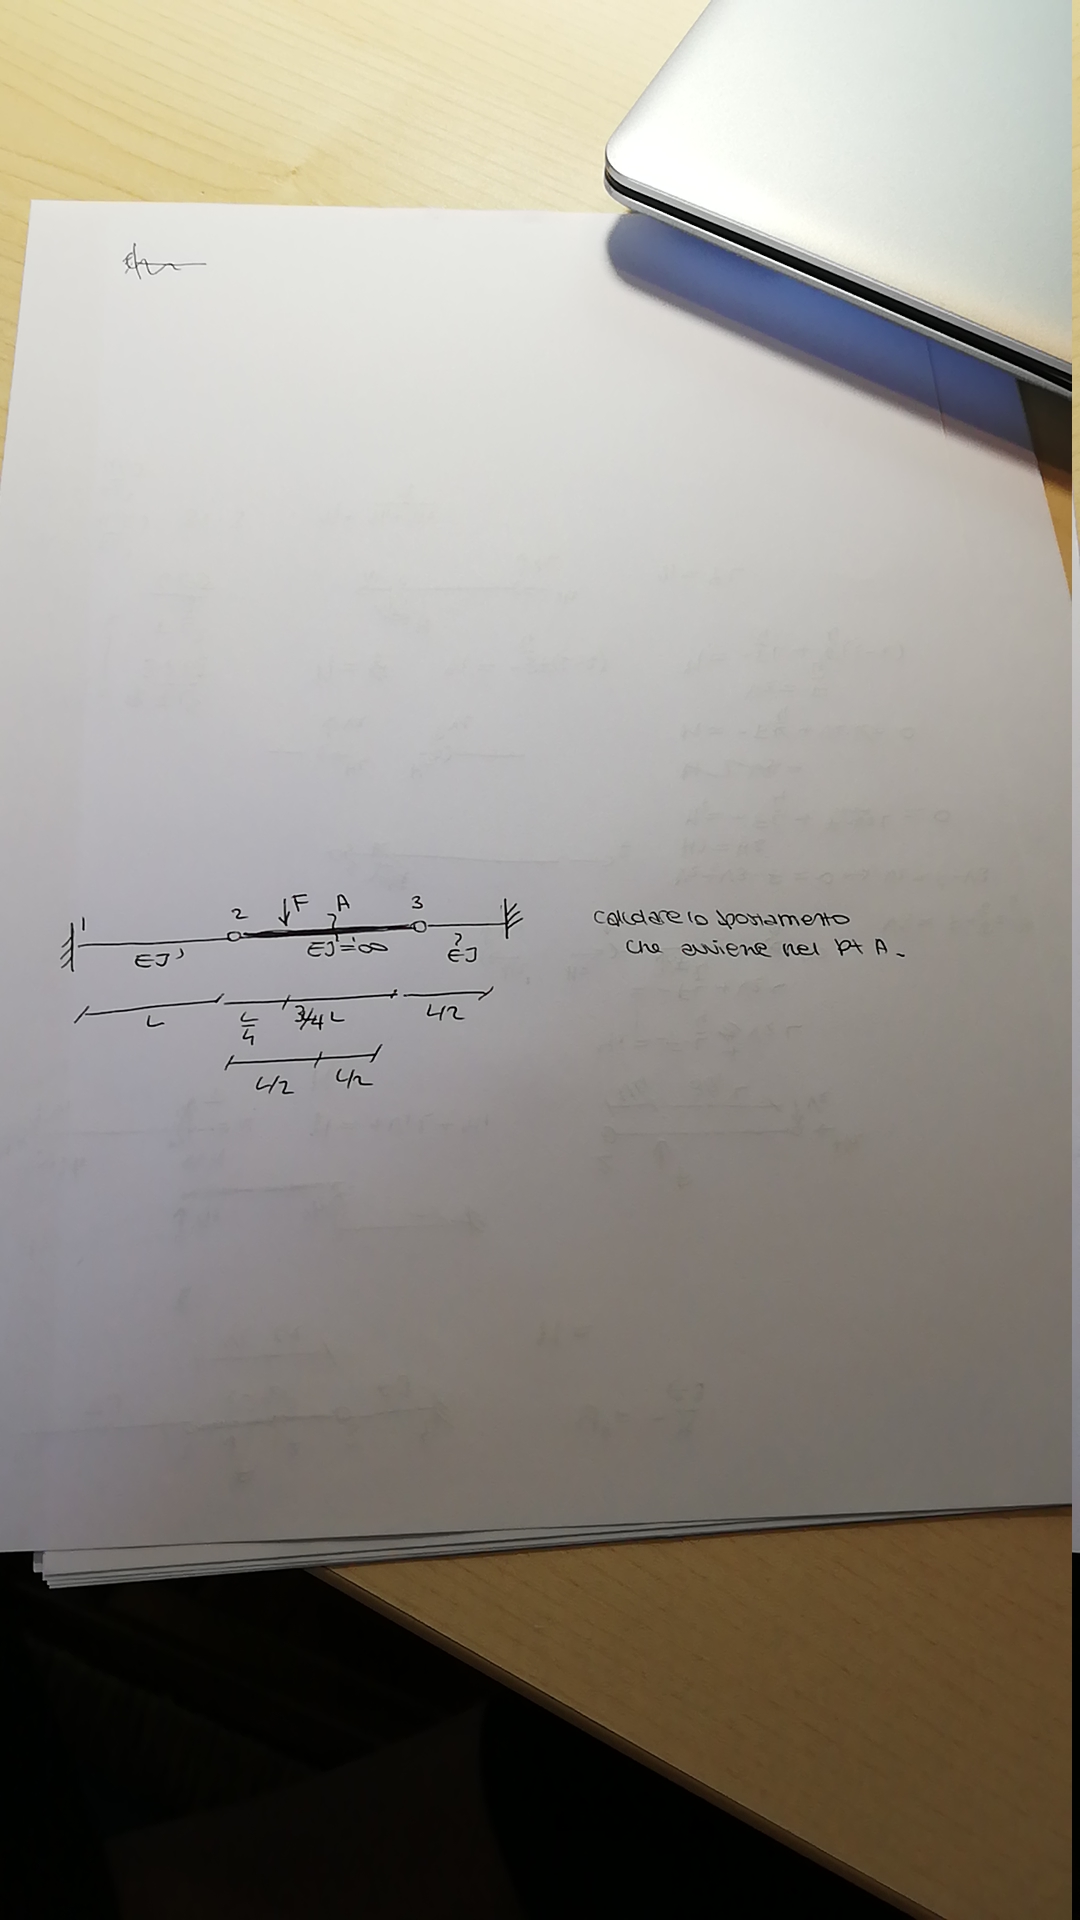 1
2
F
A
3
EJ
EJ=∞
EJ
calcolare lo spostamento
che avviene nel pt A.
L
L/4
3/4 L
L/2
L/2
L/2